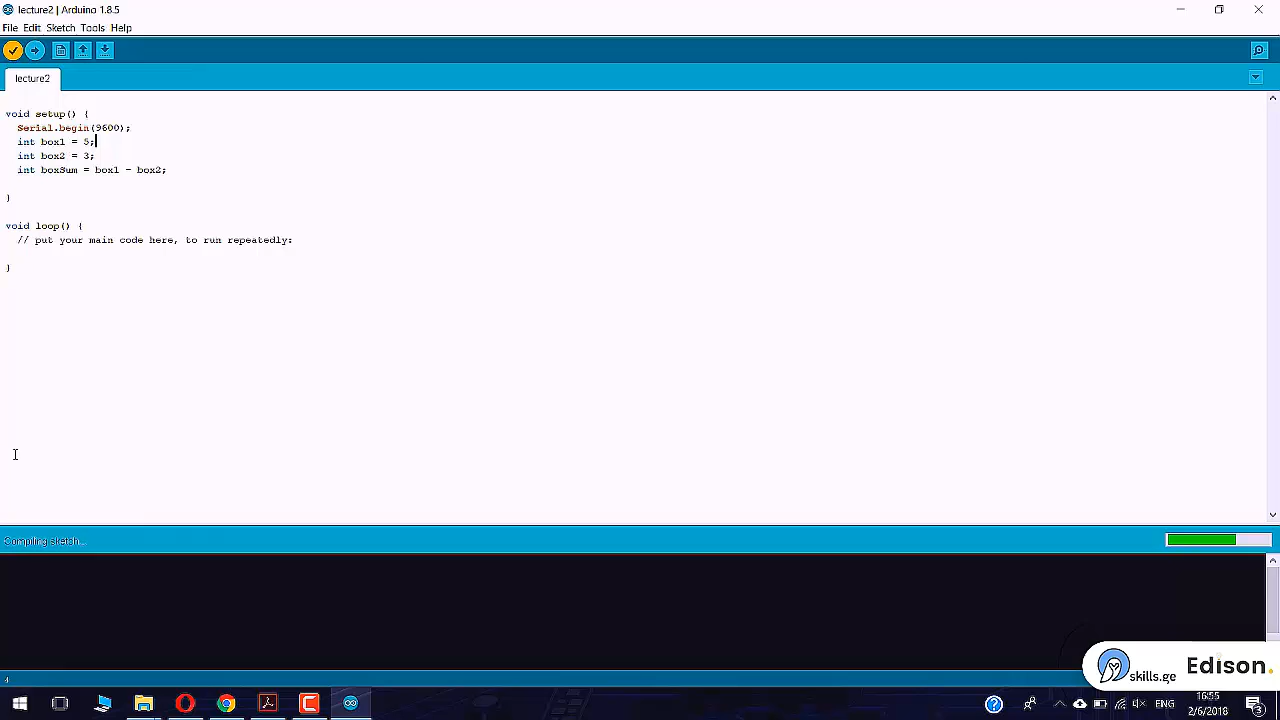 lecture2 | Arduino 1.8.5
File Edit Sketch Tools Help
lecture2
void setup() {
Serial.begin(9600);
int box1 = 5;
int box2 = 3;
int boxSum = box1 - box2;
}
void loop() {
// put your main code here, to run repeatedly:
}
Compiling sketch...
4
skills.ge Edison.
ENG
16:55
2/6/2018
3